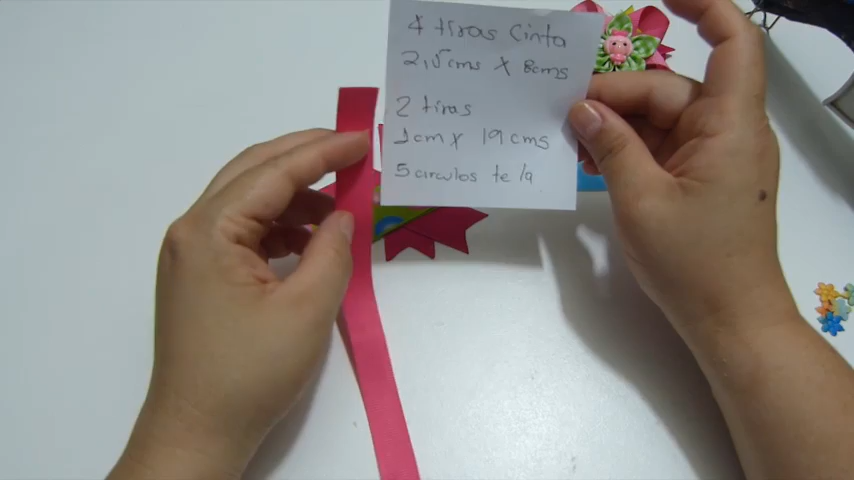 4 tiras Cinta
2,5cms X 8cms
2 tiras
1cm x 19 cms
5 circulos tela